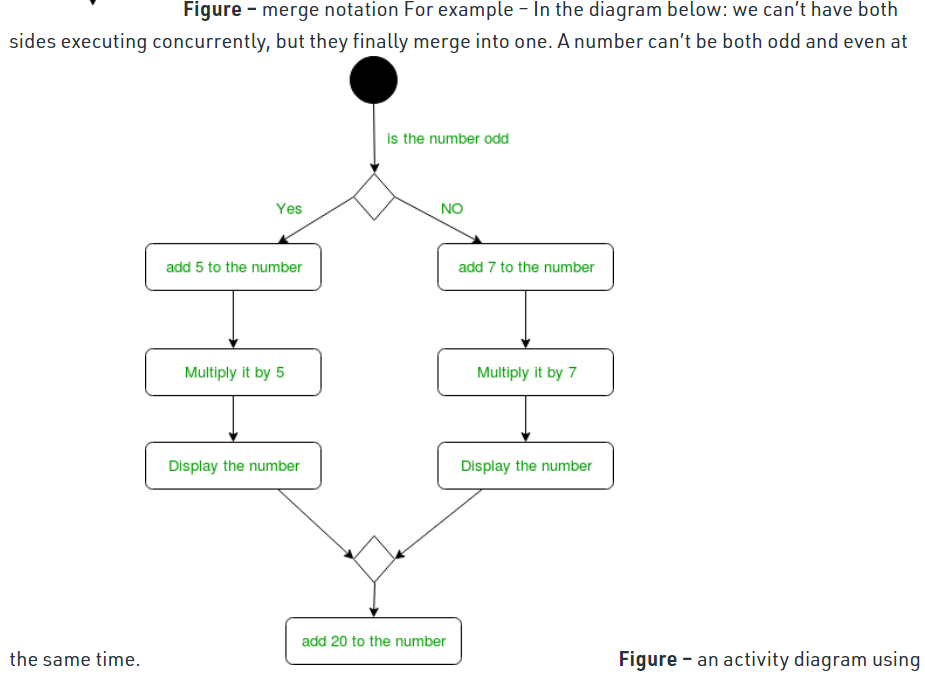 Figure – merge notation For example – In the diagram below: we can’t have both
sides executing concurrently, but they finally merge into one. A number can’t be both odd and even at
is the number odd
Yes
NO
add 5 to the number
add 7 to the number
Multiply it by 5
Multiply it by 7
Display the number
Display the number
add 20 to the number
the same time.
Figure – an activity diagram using